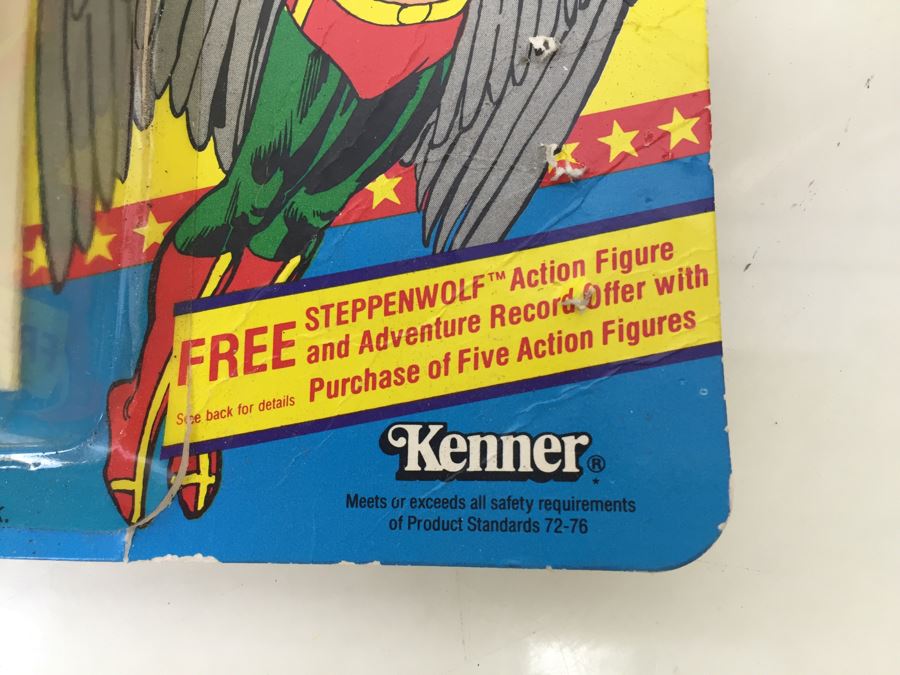 FREE
STEPPENWOLF™ Action Figure
and Adventure Record Offer with
Purchase of Five Action Figures
See back for details
Kenner®
*
Meets or exceeds all safety requirements
of Product Standards 72-76